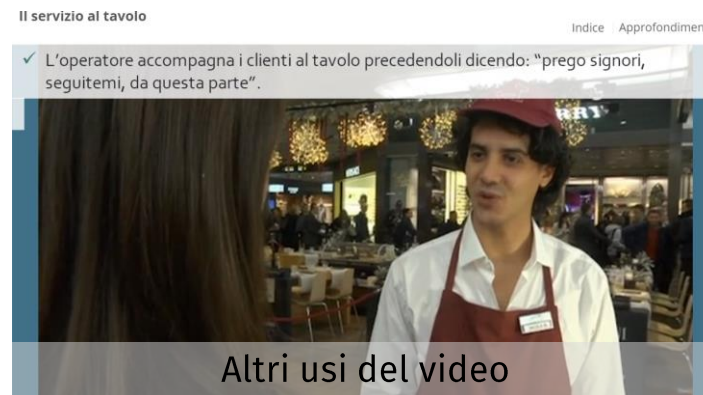 Il servizio al tavolo
Indice
✓ L'operatore accompagna i clienti al tavolo precedendoli dicendo: "prego signori,
seguitemi, da questa parte".
Altri usi del video